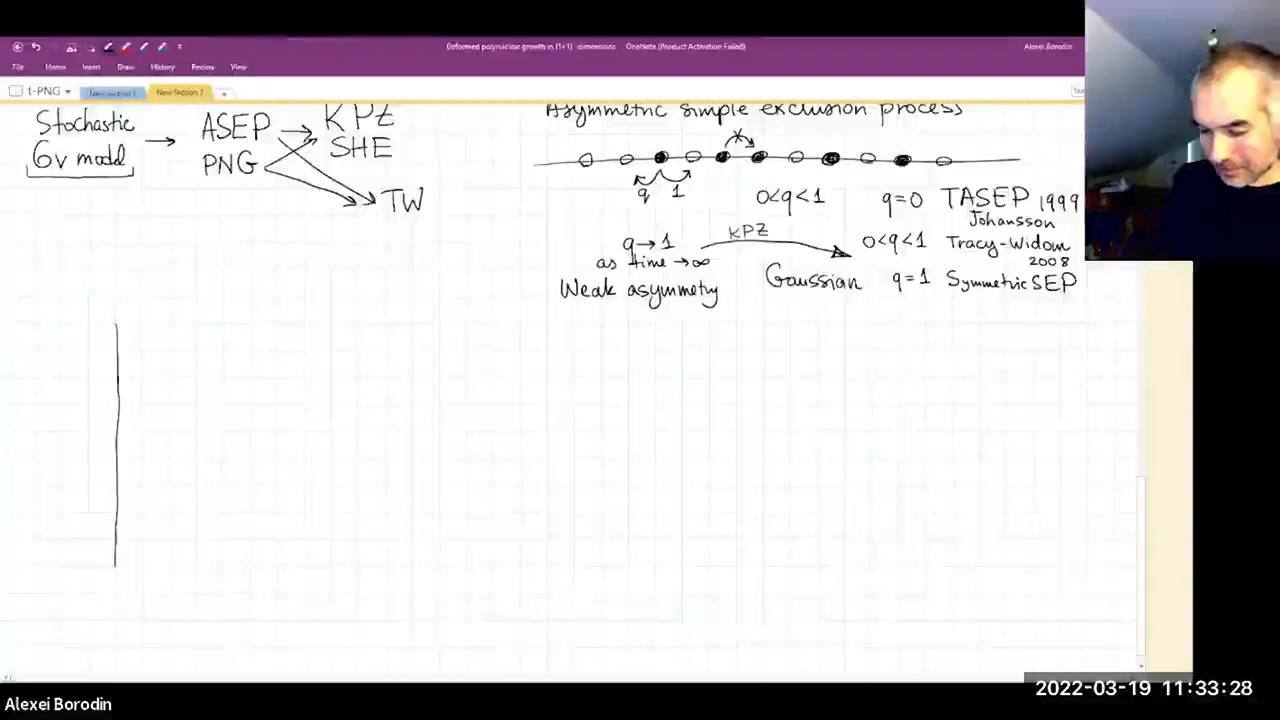 Deformed polynuclear growth in (1+1) dimensions OneNote (Product Activation Failed)
Alexei Borodin
File Home Insert Draw History Review View
t-PNG New Section 1 New Section 2 +
Stochastic
6v model
→ ASEP → KPZ
PNG SHE
TW
Asymmetric simple exclusion process
q 1
0<q<1 q=0 TASEP 1999
Johansson
q→1 KPZ 0<q<1 Tracy-Widom
as time →∞ 2008
Weak asymmetry Gaussian q=1 Symmetric SEP
Alexei Borodin
2022-03-19 11:33:28